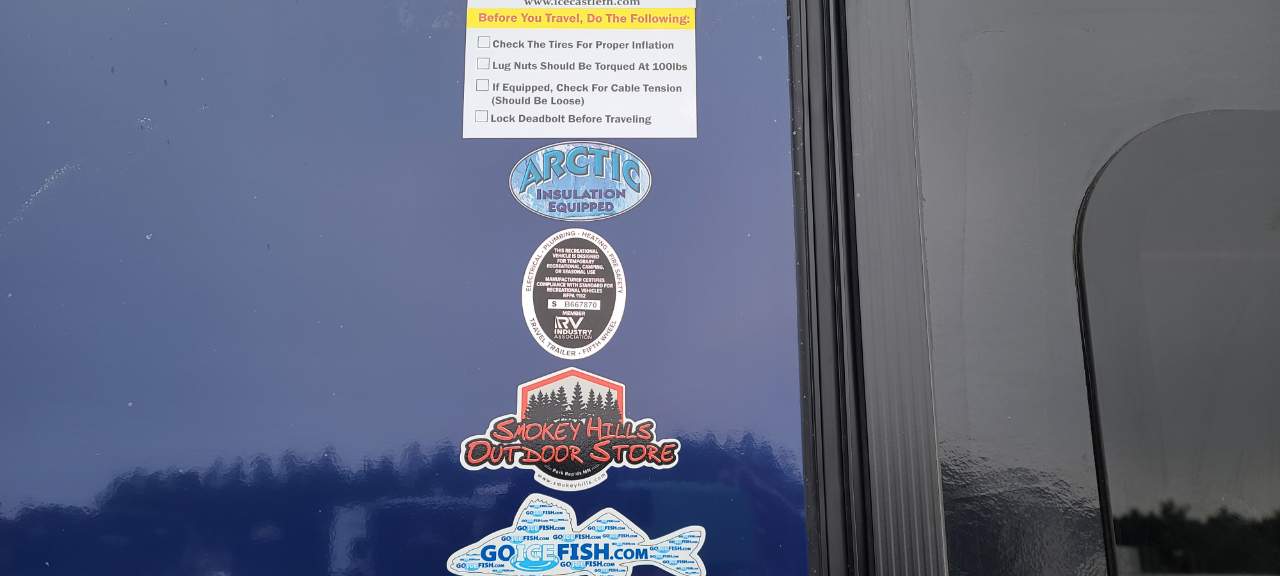 www.icecastlefh.com
Before You Travel, Do The Following:
Check The Tires For Proper Inflation
Lug Nuts Should Be Torqued At 100lbs
If Equipped, Check For Cable Tension
(Should Be Loose)
Lock Deadbolt Before Traveling
ARCTIC
INSULATION
EQUIPPED
ELECTRICAL - PLUMBING - HEATING - FIRE SAFETY
THIS RECREATIONAL
VEHICLE IS DESIGNED
FOR TEMPORARY
RECREATIONAL, CAMPING,
OR SEASONAL USE
MANUFACTURER CERTIFIES
COMPLIANCE WITH STANDARD FOR
RECREATIONAL VEHICLES
NFPA 1192
S B667870
MEMBER
RV
INDUSTRY
ASSOCIATION
TRAVEL TRAILER - FIFTH WHEEL
SMOKEY HILLS
OUTDOOR STORE
Park Rapids MN
www.smokeyhills.com
GOICEFISH.COM